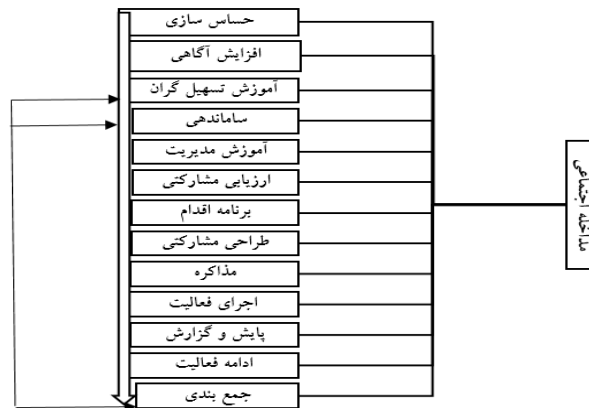 حساس سازی
افزایش آگاهی
آموزش تسهیل گران
ساماندهی
آموزش مدیریت
ارزیابی مشارکتی
برنامه اقدام
طراحی مشارکتی
مذاکره
اجرای فعالیت
پایش و گزارش
ادامه فعالیت
جمع بندی
مداخله اجتماعی